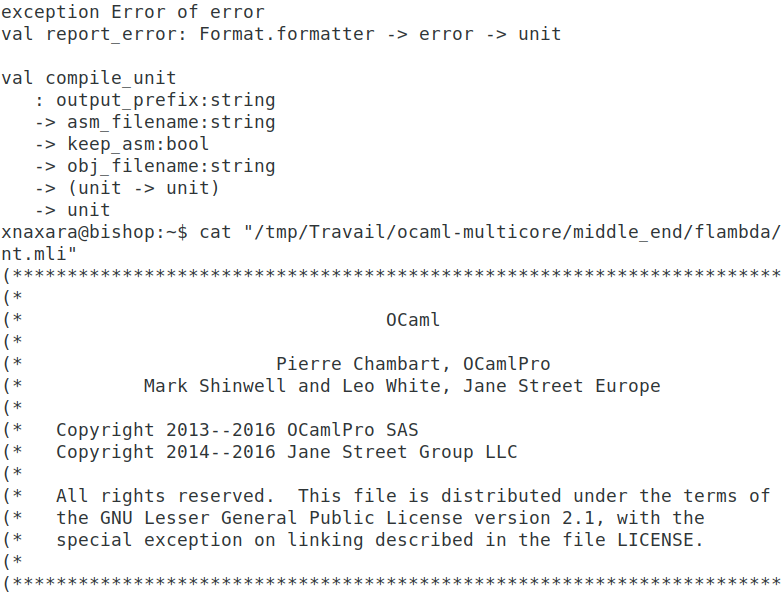 exception Error of error
val report_error: Format.formatter -> error -> unit

val compile_unit
   : output_prefix:string
   -> asm_filename:string
   -> keep_asm:bool
   -> obj_filename:string
   -> (unit -> unit)
   -> unit
xnaxara@bishop:~$ cat "/tmp/Travail/ocaml-multicore/middle_end/flambda/
nt.mli"
(**********************************************************************
(*
(*                                 OCaml
(*
(*                       Pierre Chambart, OCamlPro
(*           Mark Shinwell and Leo White, Jane Street Europe
(*
(*   Copyright 2013--2016 OCamlPro SAS
(*   Copyright 2014--2016 Jane Street Group LLC
(*
(*   All rights reserved.  This file is distributed under the terms of
(*   the GNU Lesser General Public License version 2.1, with the
(*   special exception on linking described in the file LICENSE.
(*
(**********************************************************************